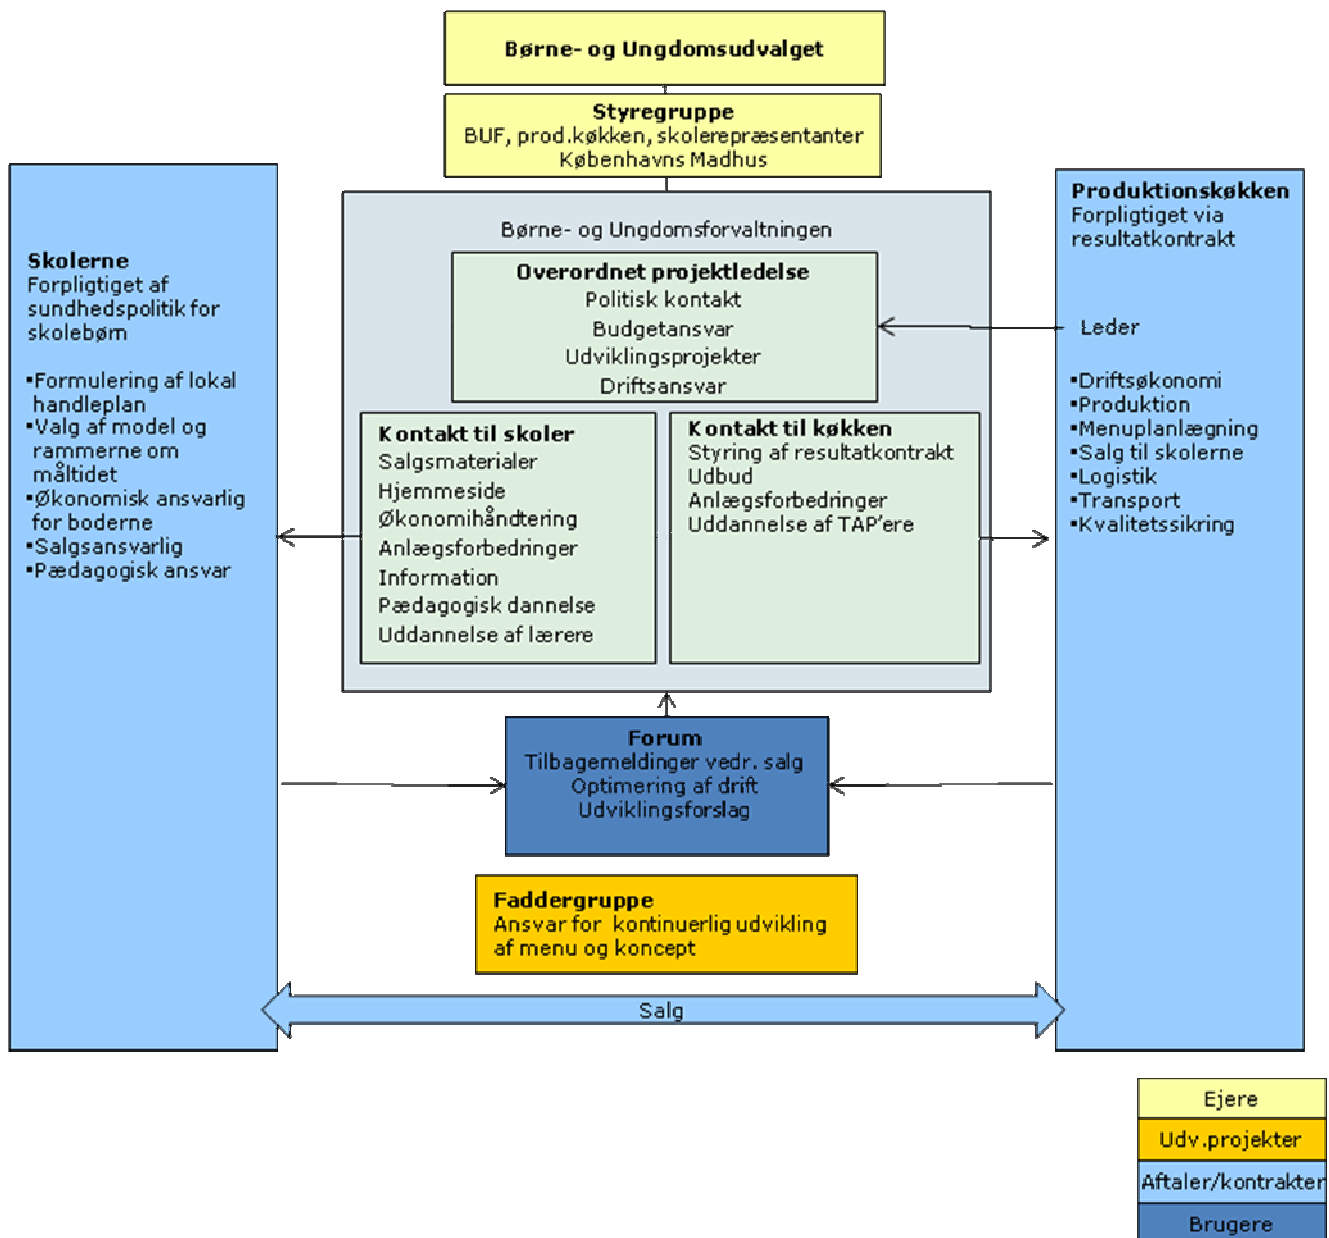 Børne- og Ungdomsudvalget
Styregruppe
BUF, prod.køkken, skolerepræsentanter
Københavns Madhus
Skolerne
Forpligtiget af
sundhedspolitik for
skolebørn
▪Formulering af lokal
handleplan
▪Valg af model og
rammerne om
måltidet
▪Økonomisk ansvarlig
for boderne
▪Salgsansvarlig
▪Pædagogisk ansvar
Børne- og Ungdomsforvaltningen
Overordnet projektledelse
Politisk kontakt
Budgetansvar
Udviklingsprojekter
Driftsansvar
Kontakt til skoler
Salgsmaterialer
Hjemmeside
Økonomihåndtering
Anlægsforbedringer
Information
Pædagogisk dannelse
Uddannelse af lærere
Kontakt til køkken
Styring af resultatkontrakt
Udbud
Anlægsforbedringer
Uddannelse af TAP'ere
Produktionskøkken
Forpligtiget via
resultatkontrakt
Leder
▪Driftsøkonomi
▪Produktion
▪Menuplanlægning
▪Salg til skolerne
▪Logistik
▪Transport
▪Kvalitetssikring
Forum
Tilbagemeldinger vedr. salg
Optimering af drift
Udviklingsforslag
Faddergruppe
Ansvar for kontinuerlig udvikling
af menu og koncept
Salg
Ejere
Udv.projekter
Aftaler/kontrakter
Brugere